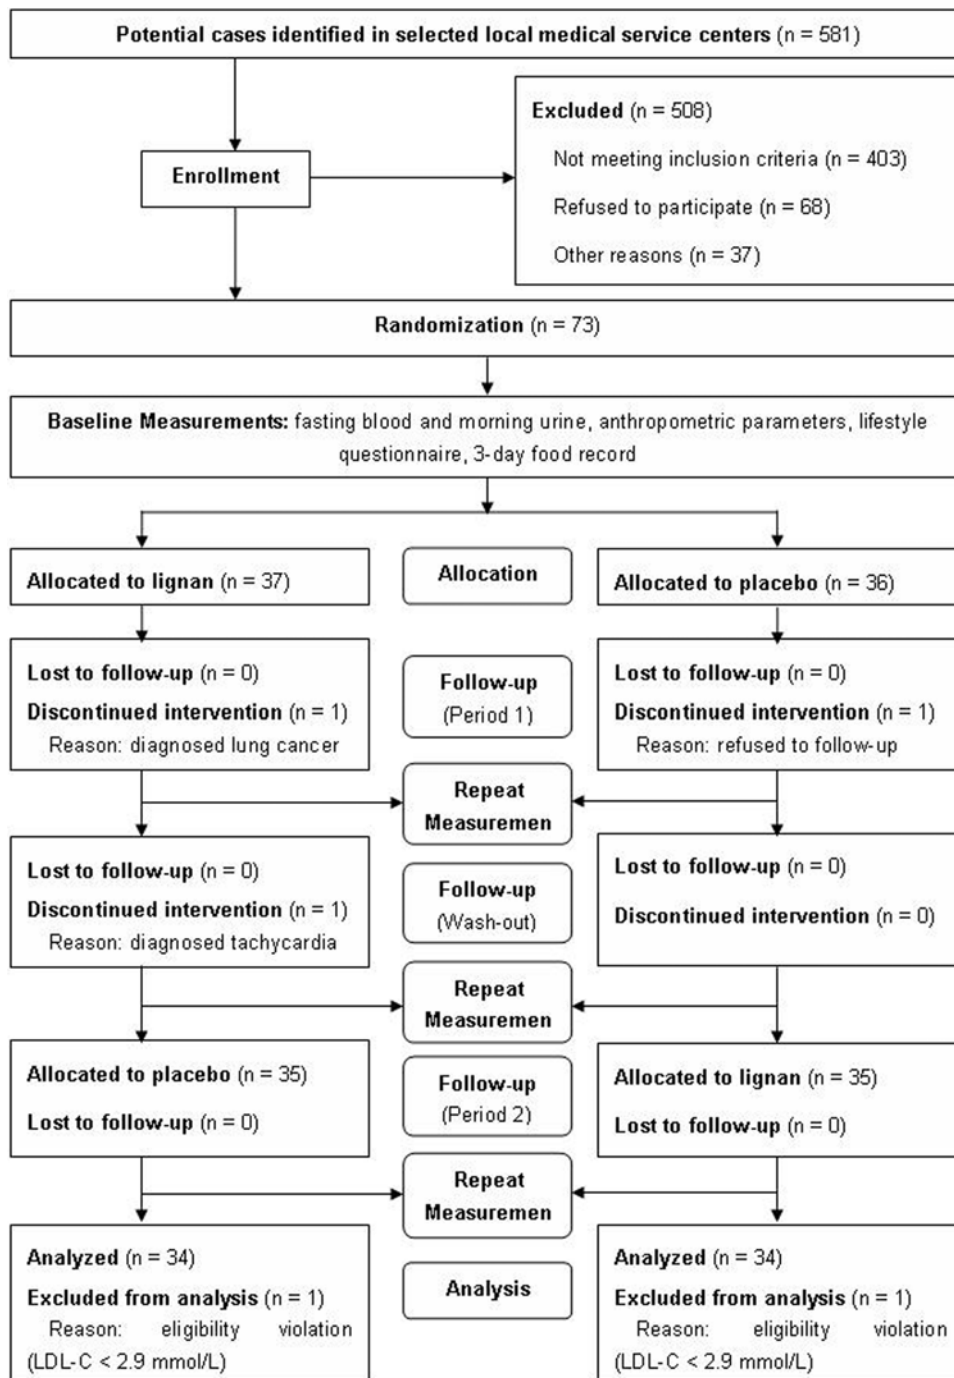 Potential cases identified in selected local medical service centers (n = 581)
Excluded (n = 508)
Not meeting inclusion criteria (n = 403)
Refused to participate (n = 68)
Other reasons (n = 37)
Enrollment
Randomization (n = 73)
Baseline Measurements: fasting blood and morning urine, anthropometric parameters, lifestyle
questionnaire, 3-day food record
Allocated to lignan (n = 37)
Allocation
Allocated to placebo (n = 36)
Lost to follow-up (n = 0)
Discontinued intervention (n = 1)
Reason: diagnosed lung cancer
Follow-up
(Period 1)
Lost to follow-up (n = 0)
Discontinued intervention (n = 1)
Reason: refused to follow-up
Repeat
Measuremen
Lost to follow-up (n = 0)
Discontinued intervention (n = 1)
Reason: diagnosed tachycardia
Follow-up
(Wash-out)
Lost to follow-up (n = 0)
Discontinued intervention (n = 0)
Repeat
Measuremen
Allocated to placebo (n = 35)
Lost to follow-up (n = 0)
Follow-up
(Period 2)
Allocated to lignan (n = 35)
Lost to follow-up (n = 0)
Repeat
Measuremen
Analyzed (n = 34)
Excluded from analysis (n = 1)
Reason: eligibility violation
(LDL-C < 2.9 mmol/L)
Analysis
Analyzed (n = 34)
Excluded from analysis (n = 1)
Reason: eligibility violation
(LDL-C < 2.9 mmol/L)